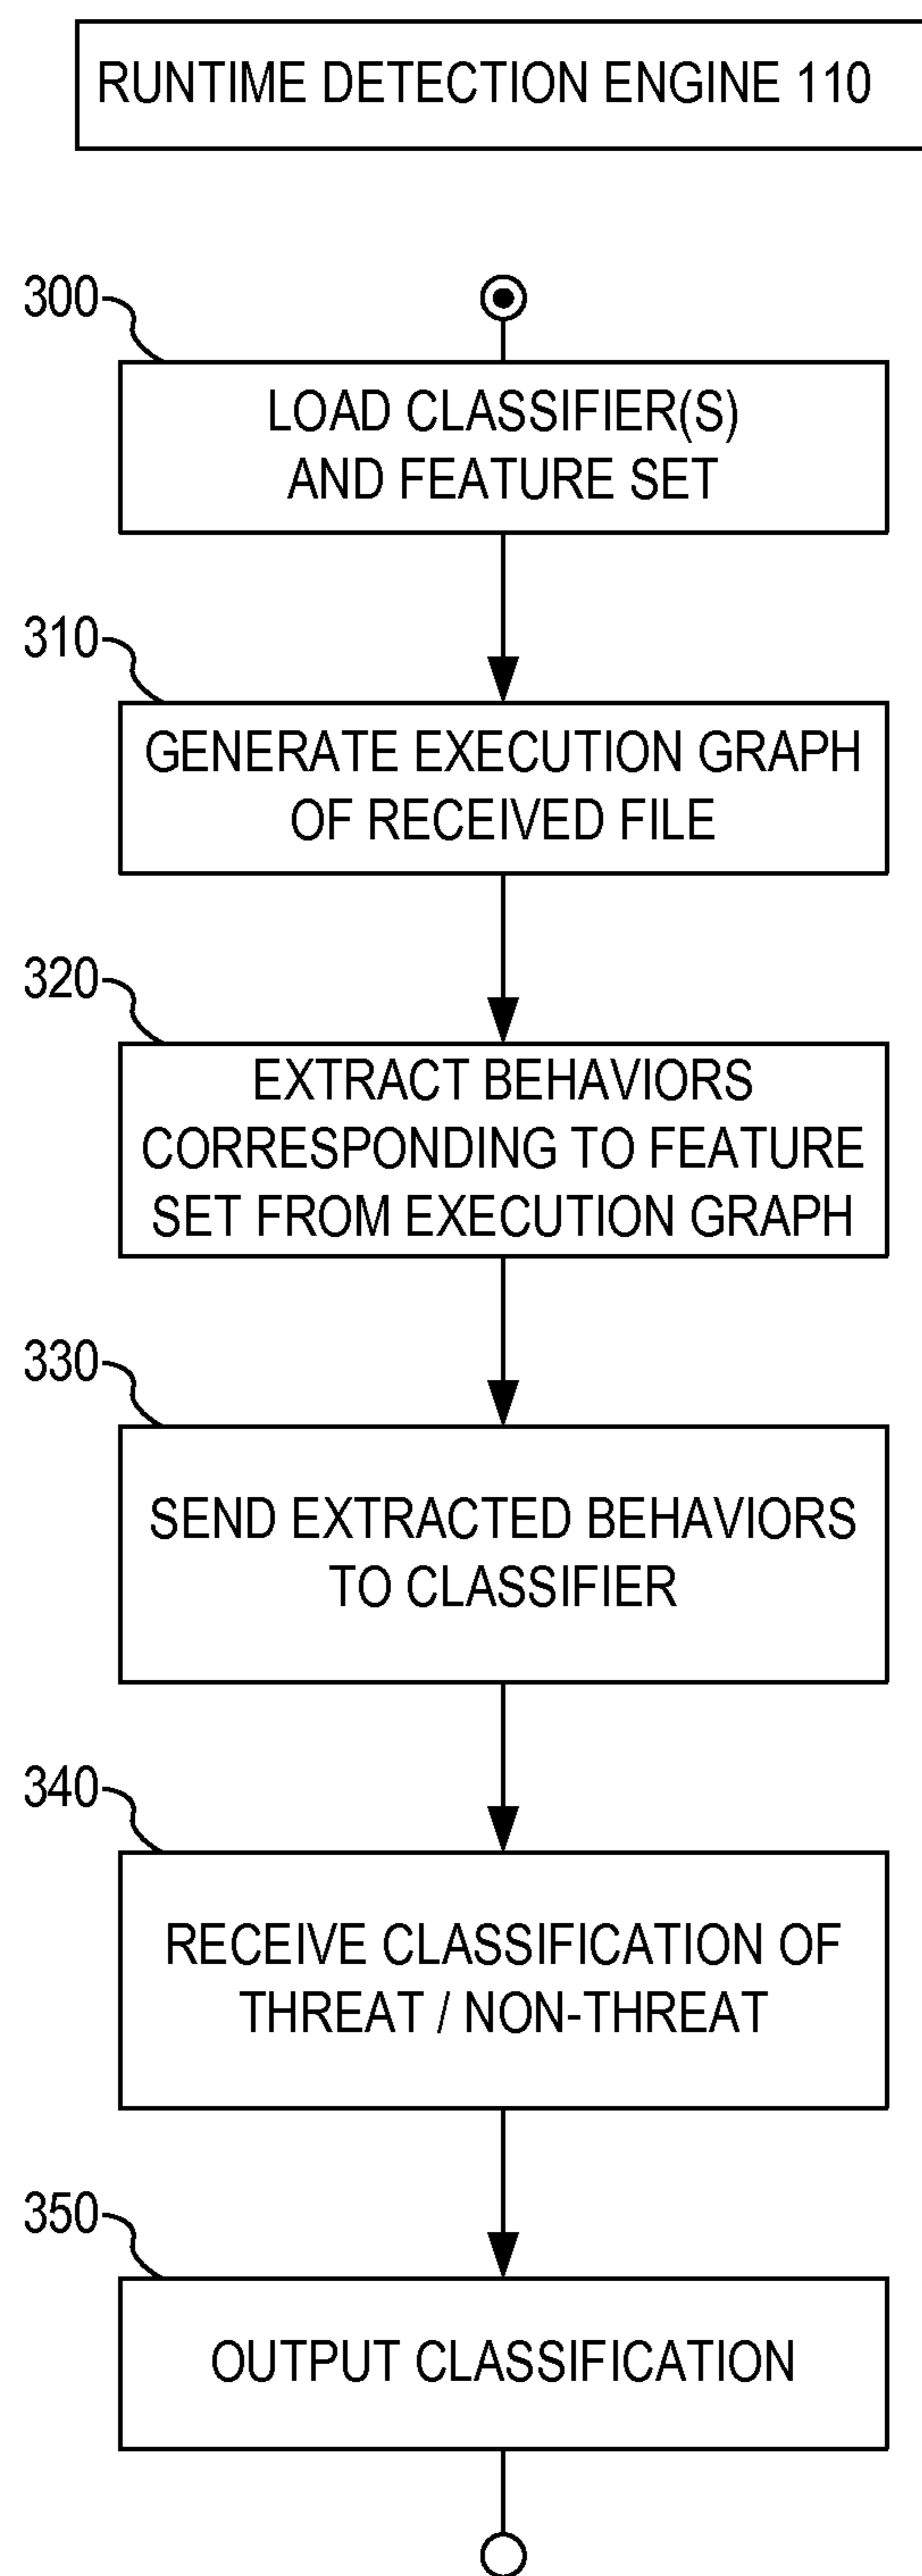 RUNTIME DETECTION ENGINE 110
300
LOAD CLASSIFIER(S)
AND FEATURE SET
310
GENERATE EXECUTION GRAPH
OF RECEIVED FILE
320
EXTRACT BEHAVIORS
CORRESPONDING TO FEATURE
SET FROM EXECUTION GRAPH
330
SEND EXTRACTED BEHAVIORS
TO CLASSIFIER
340
RECEIVE CLASSIFICATION OF
THREAT / NON-THREAT
350
OUTPUT CLASSIFICATION